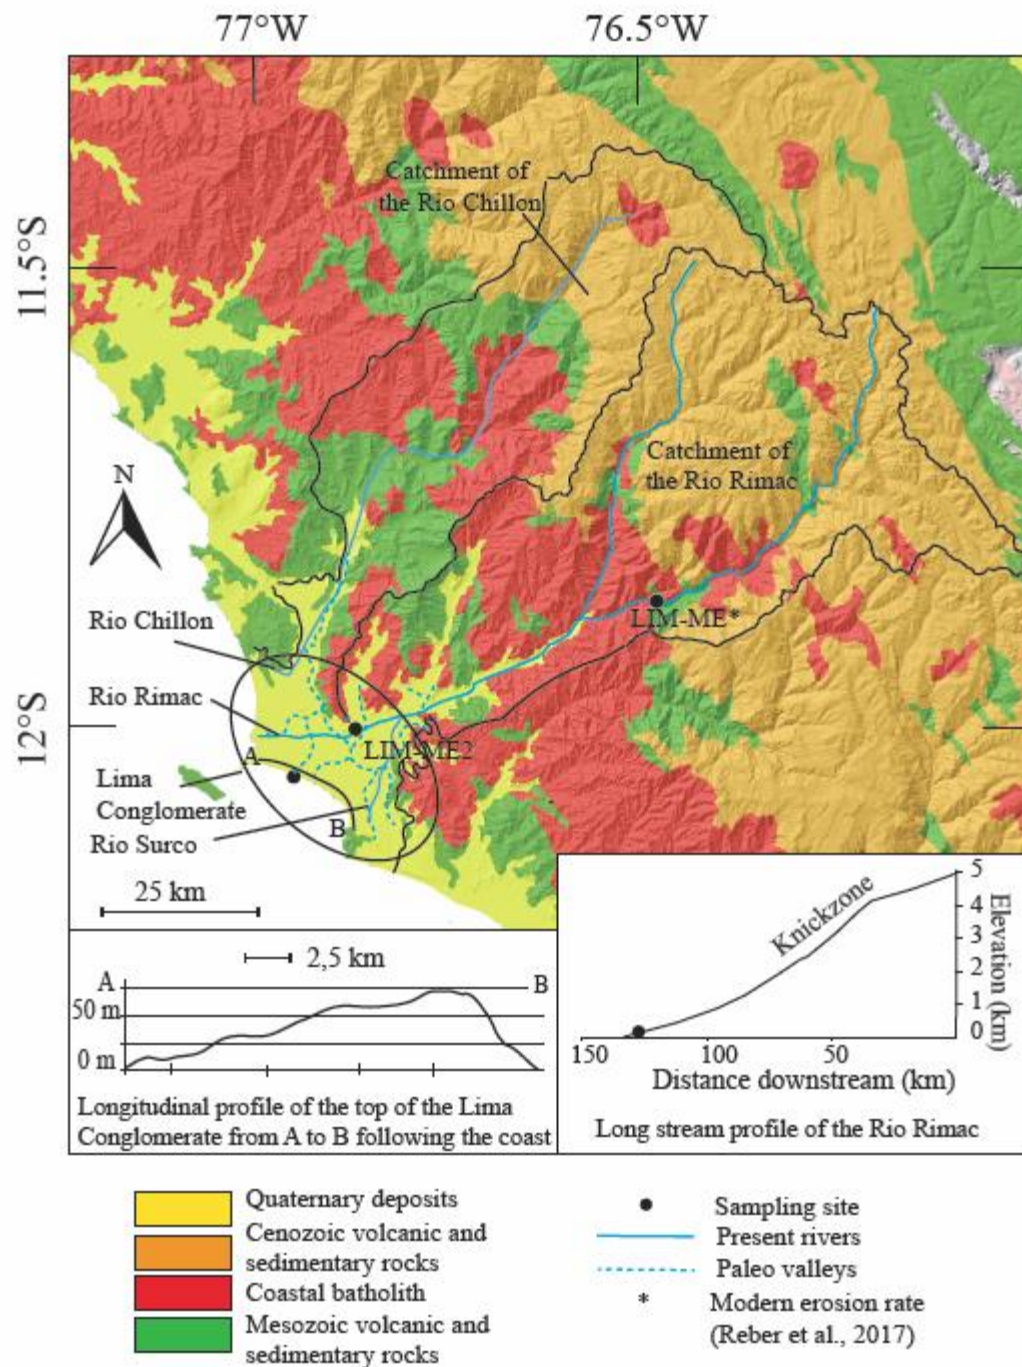 77°W
76.5°W
11.5°S
12°S
Catchment of
the Rio Chillon
Catchment of
the Rio Rimac
N
LIM-ME*
Rio Chillon
Rio Rimac
LIM-ME2
A
Lima
Conglomerate
B
Rio Surco
25 km
2,5 km
A
B
50 m
0 m
Longitudinal profile of the top of the Lima
Conglomerate from A to B following the coast
Knickzone
5
4
3
2
1
0
Elevation (km)
150
100
50
Distance downstream (km)
Long stream profile of the Rio Rimac
Quaternary deposits
Cenozoic volcanic and
sedimentary rocks
Coastal batholith
Mesozoic volcanic and
sedimentary rocks
Sampling site
Present rivers
Paleo valleys
* Modern erosion rate
(Reber et al., 2017)